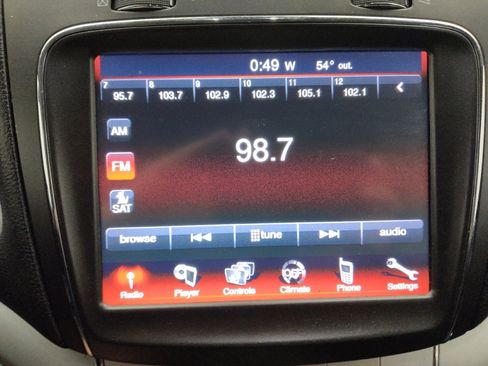 0:49 W 54° out.
7 8 9 10 11 12
95.7 103.7 102.9 102.3 105.1 102.1
AM
98.7
FM
SAT
browse tune audio
OFF
Radio Player Controls Climate Phone Settings